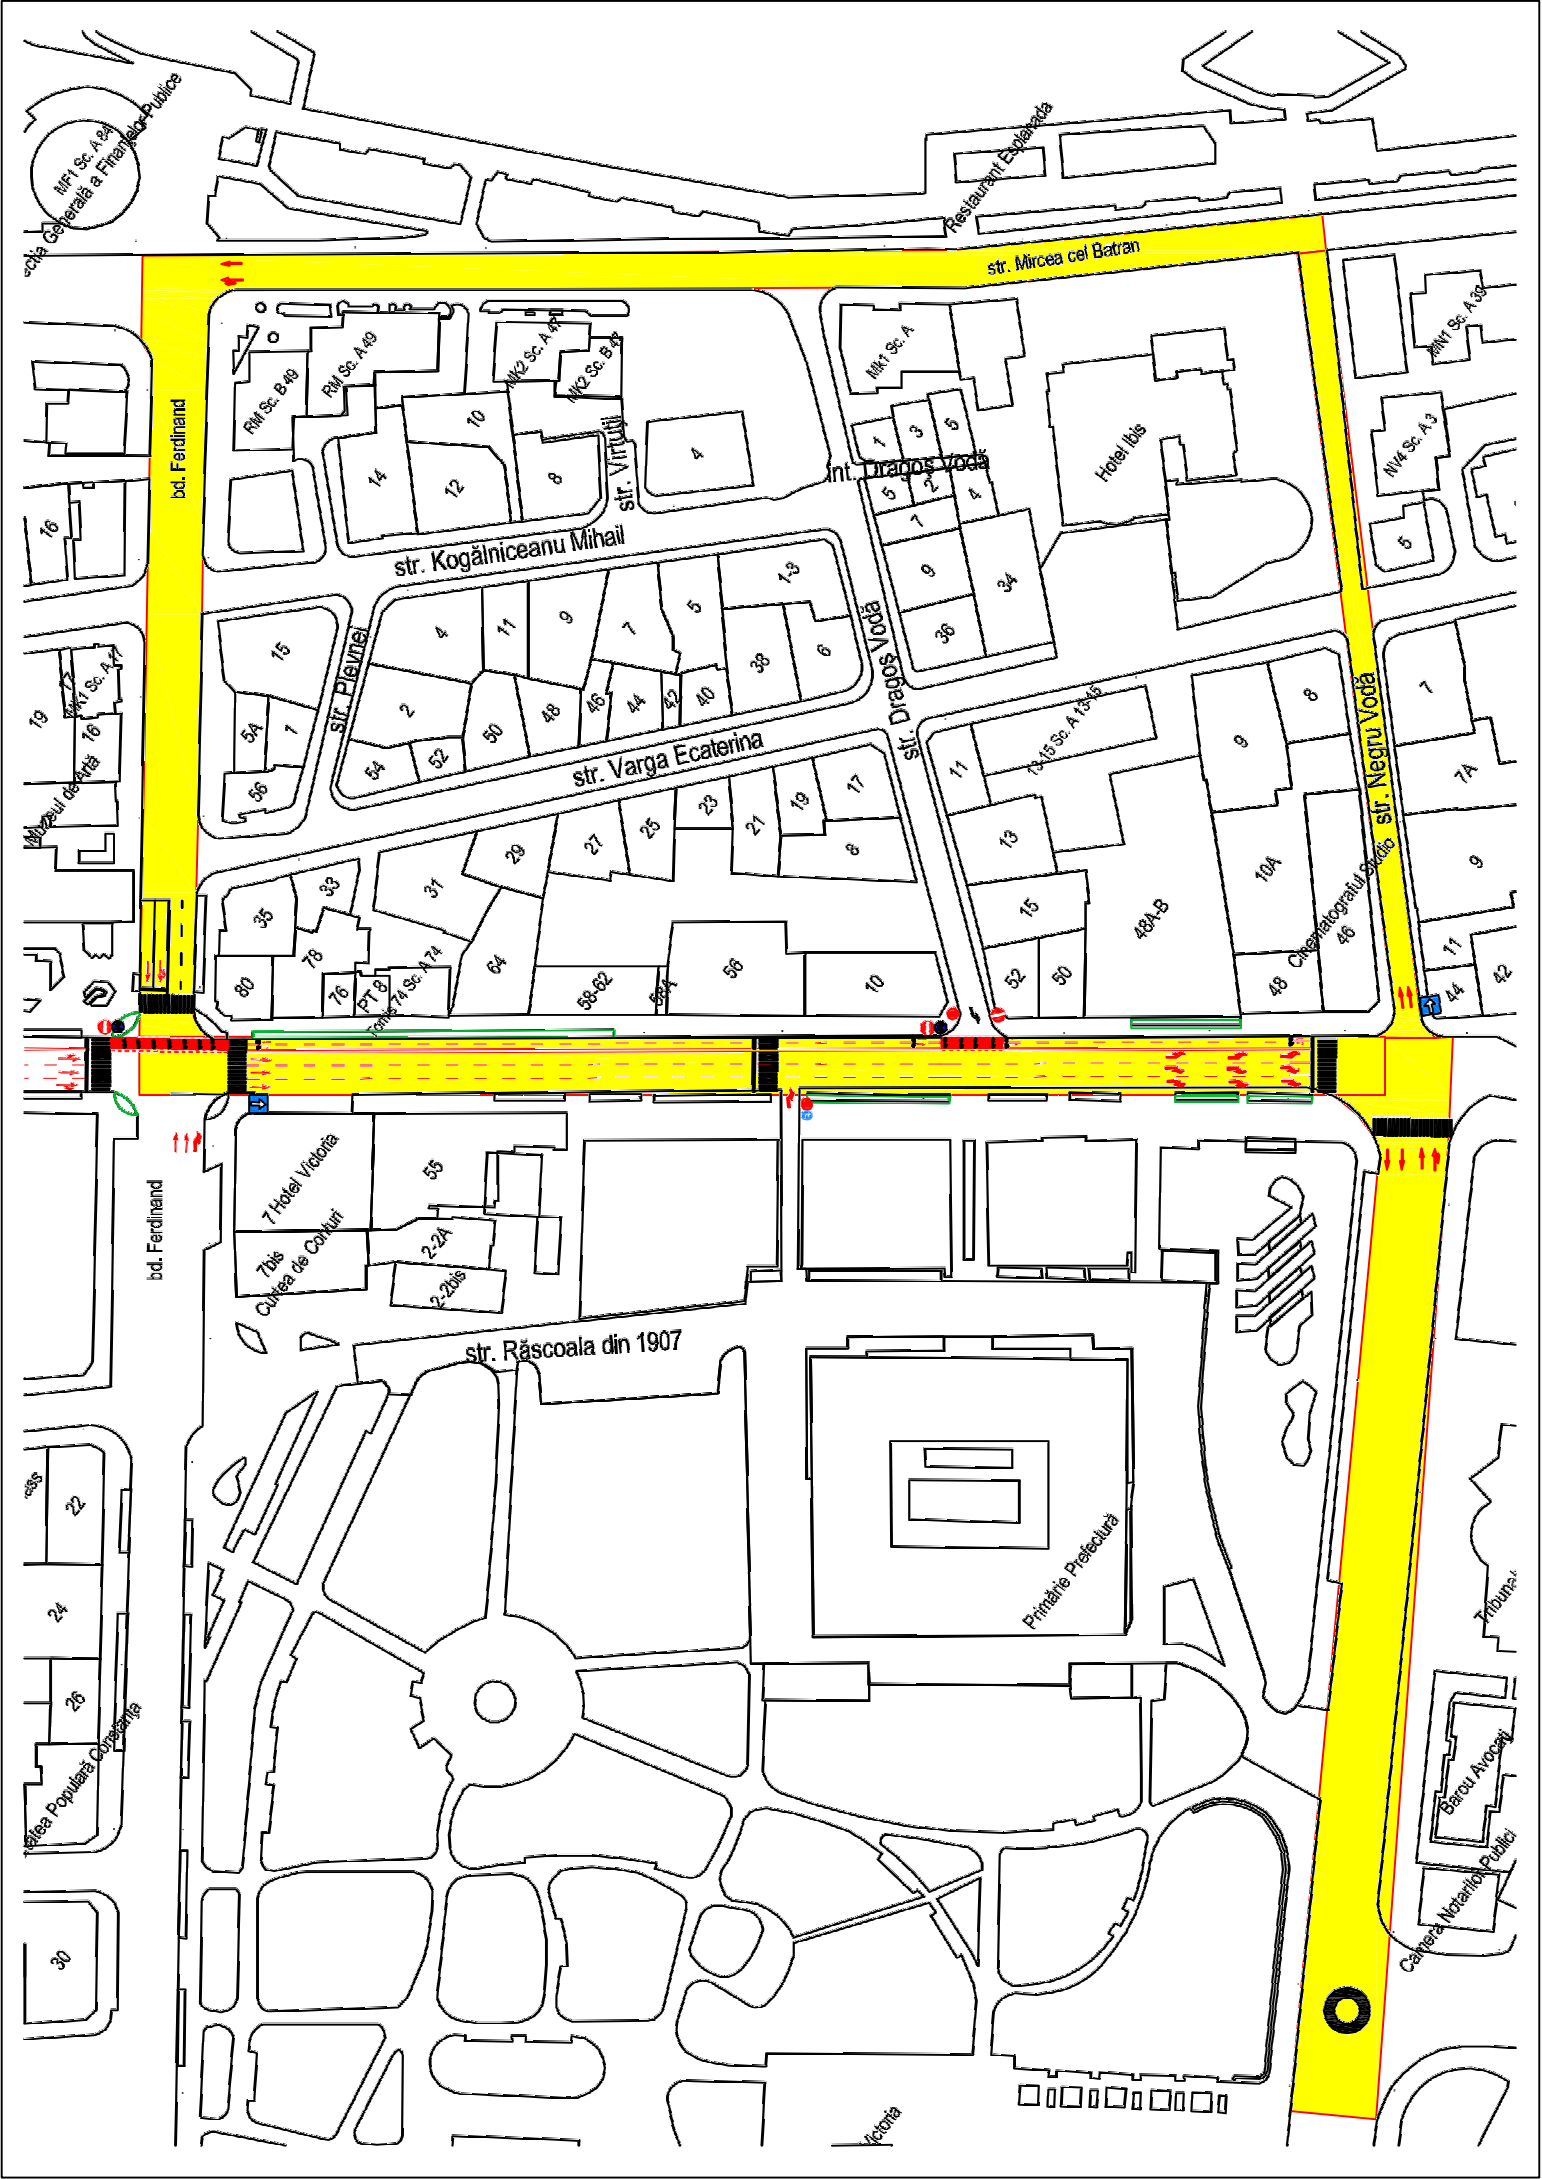 MF1 Sc. A 84
Generală a Finanţelor Publice
Restaurant Esplanada
str. Mircea cel Batran
MN1 Sc. A 39
RM Sc. B 49
RM Sc. A 49
MK2 Sc. A 47
MK2 Sc. B 47
Mk1 Sc. A
bd. Ferdinand
NV4 Sc. A 3
Hotel Ibis
10
14
12
8
str. Virtuţii
4
1
3
5
int. Dragoş Vodă
5
2
4
7
16
5
str. Kogălniceanu Mihail
9
34
36
1-3
4
11
9
7
5
38
6
15
str. Plevnei
str. Dragoş Vodă
17
MK1 Sc. A 17
19
16
5A
1
2
50
48
46
44
42
40
54
52
56
str. Varga Ecaterina
11
13-15 Sc. A 13-15
9
8
str. Negru Vodă
7
7A
Muzeul de Artă
29
27
25
23
21
19
17
8
13
10A
9
35
33
31
15
48A-B
Cinematograful Studio
46
11
80
78
76
PT 8
Tomis 74 Sc. A 74
64
58-62
58A
56
10
52
50
48
44
42
bd. Ferdinand
7 Hotel Victoria
55
7bis
Curtea de Conturi
2-2A
2-2bis
str. Răscoala din 1907
22
24
26
30
Primărie Prefectură
Tribunal
Barou Avocaţi
Camera Notarilor Publici
Populară Constanţa
Victoria